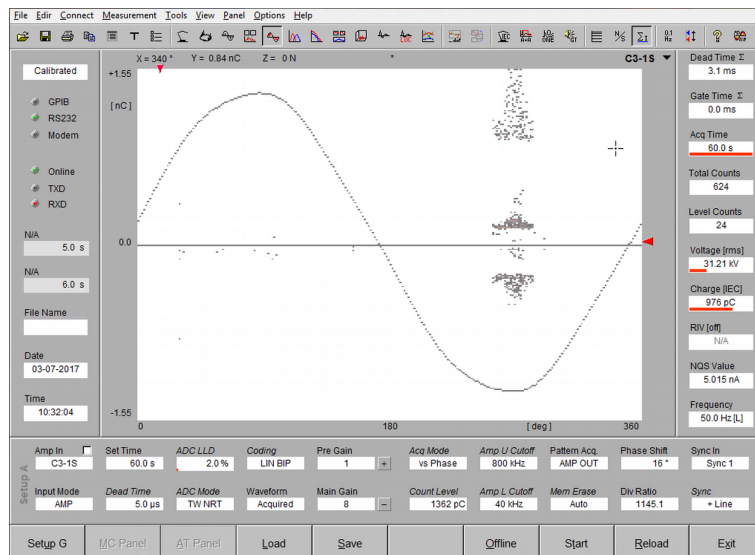 File Edit Connect Measurement Tools View Panel Options Help
X = 340 ° Y = 0.84 nC Z = 0 N * C3-1S
Calibrated
GPIB
RS232
Modem
Online
TXD
RXD
N/A
5.0 s
N/A
6.0 s
File Name
Date
03-07-2017
Time
10:32:04
+1.55
[ nC ]
0.0
-1.55
0 180 [ deg ] 360
Dead Time Σ
3.1 ms
Gate Time Σ
0.0 ms
Acq Time
60.0 s
Total Counts
624
Level Counts
24
Voltage [rms]
31.21 kV
Charge [IEC]
976 pC
RIV [off]
N/A
NQS Value
5.015 nA
Frequency
50.0 Hz [L]
Setup A
Amp In Set Time ADC LLD Coding Pre Gain Acq Mode Amp U Cutoff Pattern Acq. Phase Shift Sync In
C3-1S 60.0 s 2.0 % LIN BIP 1 + vs Phase 800 kHz AMP OUT 16 ° Sync 1
Input Mode Dead Time ADC Mode Waveform Main Gain Count Level Amp L Cutoff Mem Erase Div Ratio Sync
AMP 5.0 µs TW NRT Acquired 8 − 1362 pC 40 kHz Auto 1145.1 + Line
Setup G MC Panel AT Panel Load Save Offline Start Reload Exit